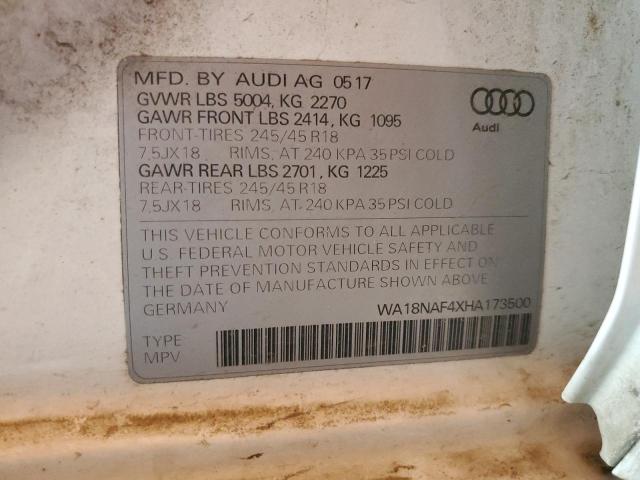 MFD. BY AUDI AG 05 17
GVWR LBS 5004, KG 2270
GAWR FRONT LBS 2414, KG 1095
FRONT-TIRES 245/45 R18
7,5JX18 RIMS, AT 240 KPA 35 PSI COLD
GAWR REAR LBS 2701, KG 1225
REAR-TIRES 245/45 R18
7,5JX18 RIMS, AT 240 KPA 35 PSI COLD
Audi
THIS VEHICLE CONFORMS TO ALL APPLICABLE
U.S. FEDERAL MOTOR VEHICLE SAFETY AND
THEFT PREVENTION STANDARDS IN EFFECT ON
THE DATE OF MANUFACTURE SHOWN ABOVE
GERMANY WA18NAF4XHA173500
TYPE
MPV